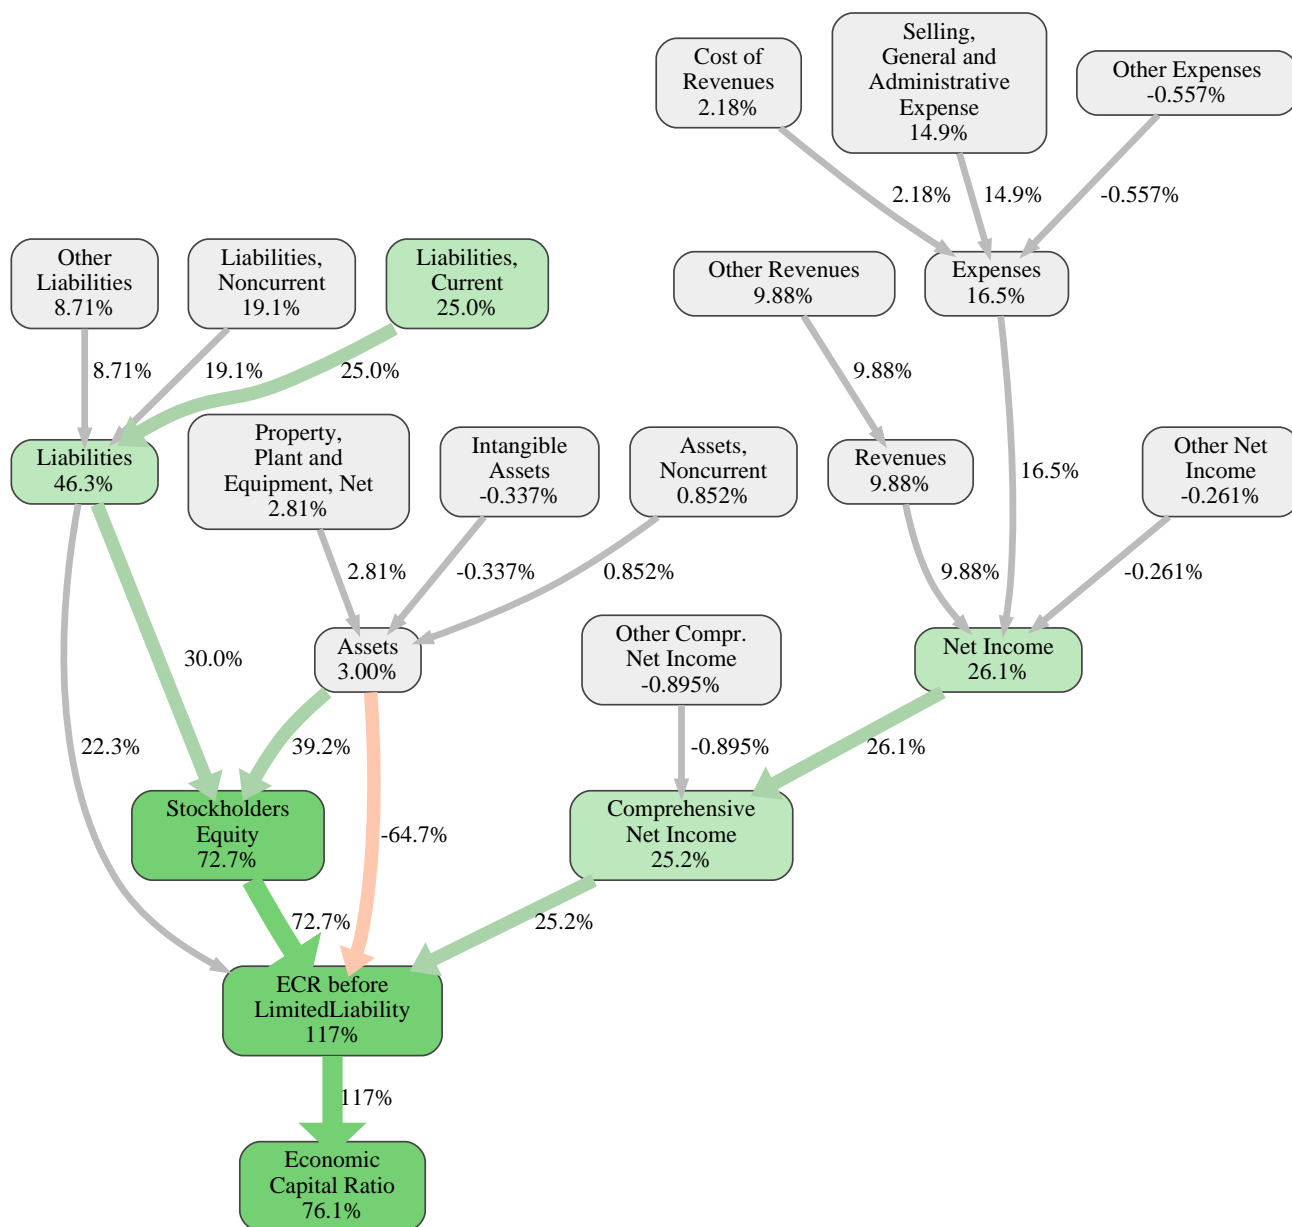 Cost of
Revenues
2.18%
Selling,
General and
Administrative
Expense
14.9%
Other Expenses
-0.557%
2.18%
14.9%
-0.557%
Other
Liabilities
8.71%
Liabilities,
Noncurrent
19.1%
Liabilities,
Current
25.0%
Other Revenues
9.88%
Expenses
16.5%
8.71%
19.1%
25.0%
9.88%
Liabilities
46.3%
Property,
Plant and
Equipment, Net
2.81%
Intangible
Assets
-0.337%
Assets,
Noncurrent
0.852%
Revenues
9.88%
16.5%
Other Net
Income
-0.261%
2.81%
-0.337%
0.852%
9.88%
-0.261%
30.0%
Assets
3.00%
Other Compr.
Net Income
-0.895%
Net Income
26.1%
22.3%
39.2%
-64.7%
-0.895%
26.1%
Stockholders
Equity
72.7%
Comprehensive
Net Income
25.2%
72.7%
25.2%
ECR before
LimitedLiability
117%
117%
Economic
Capital Ratio
76.1%